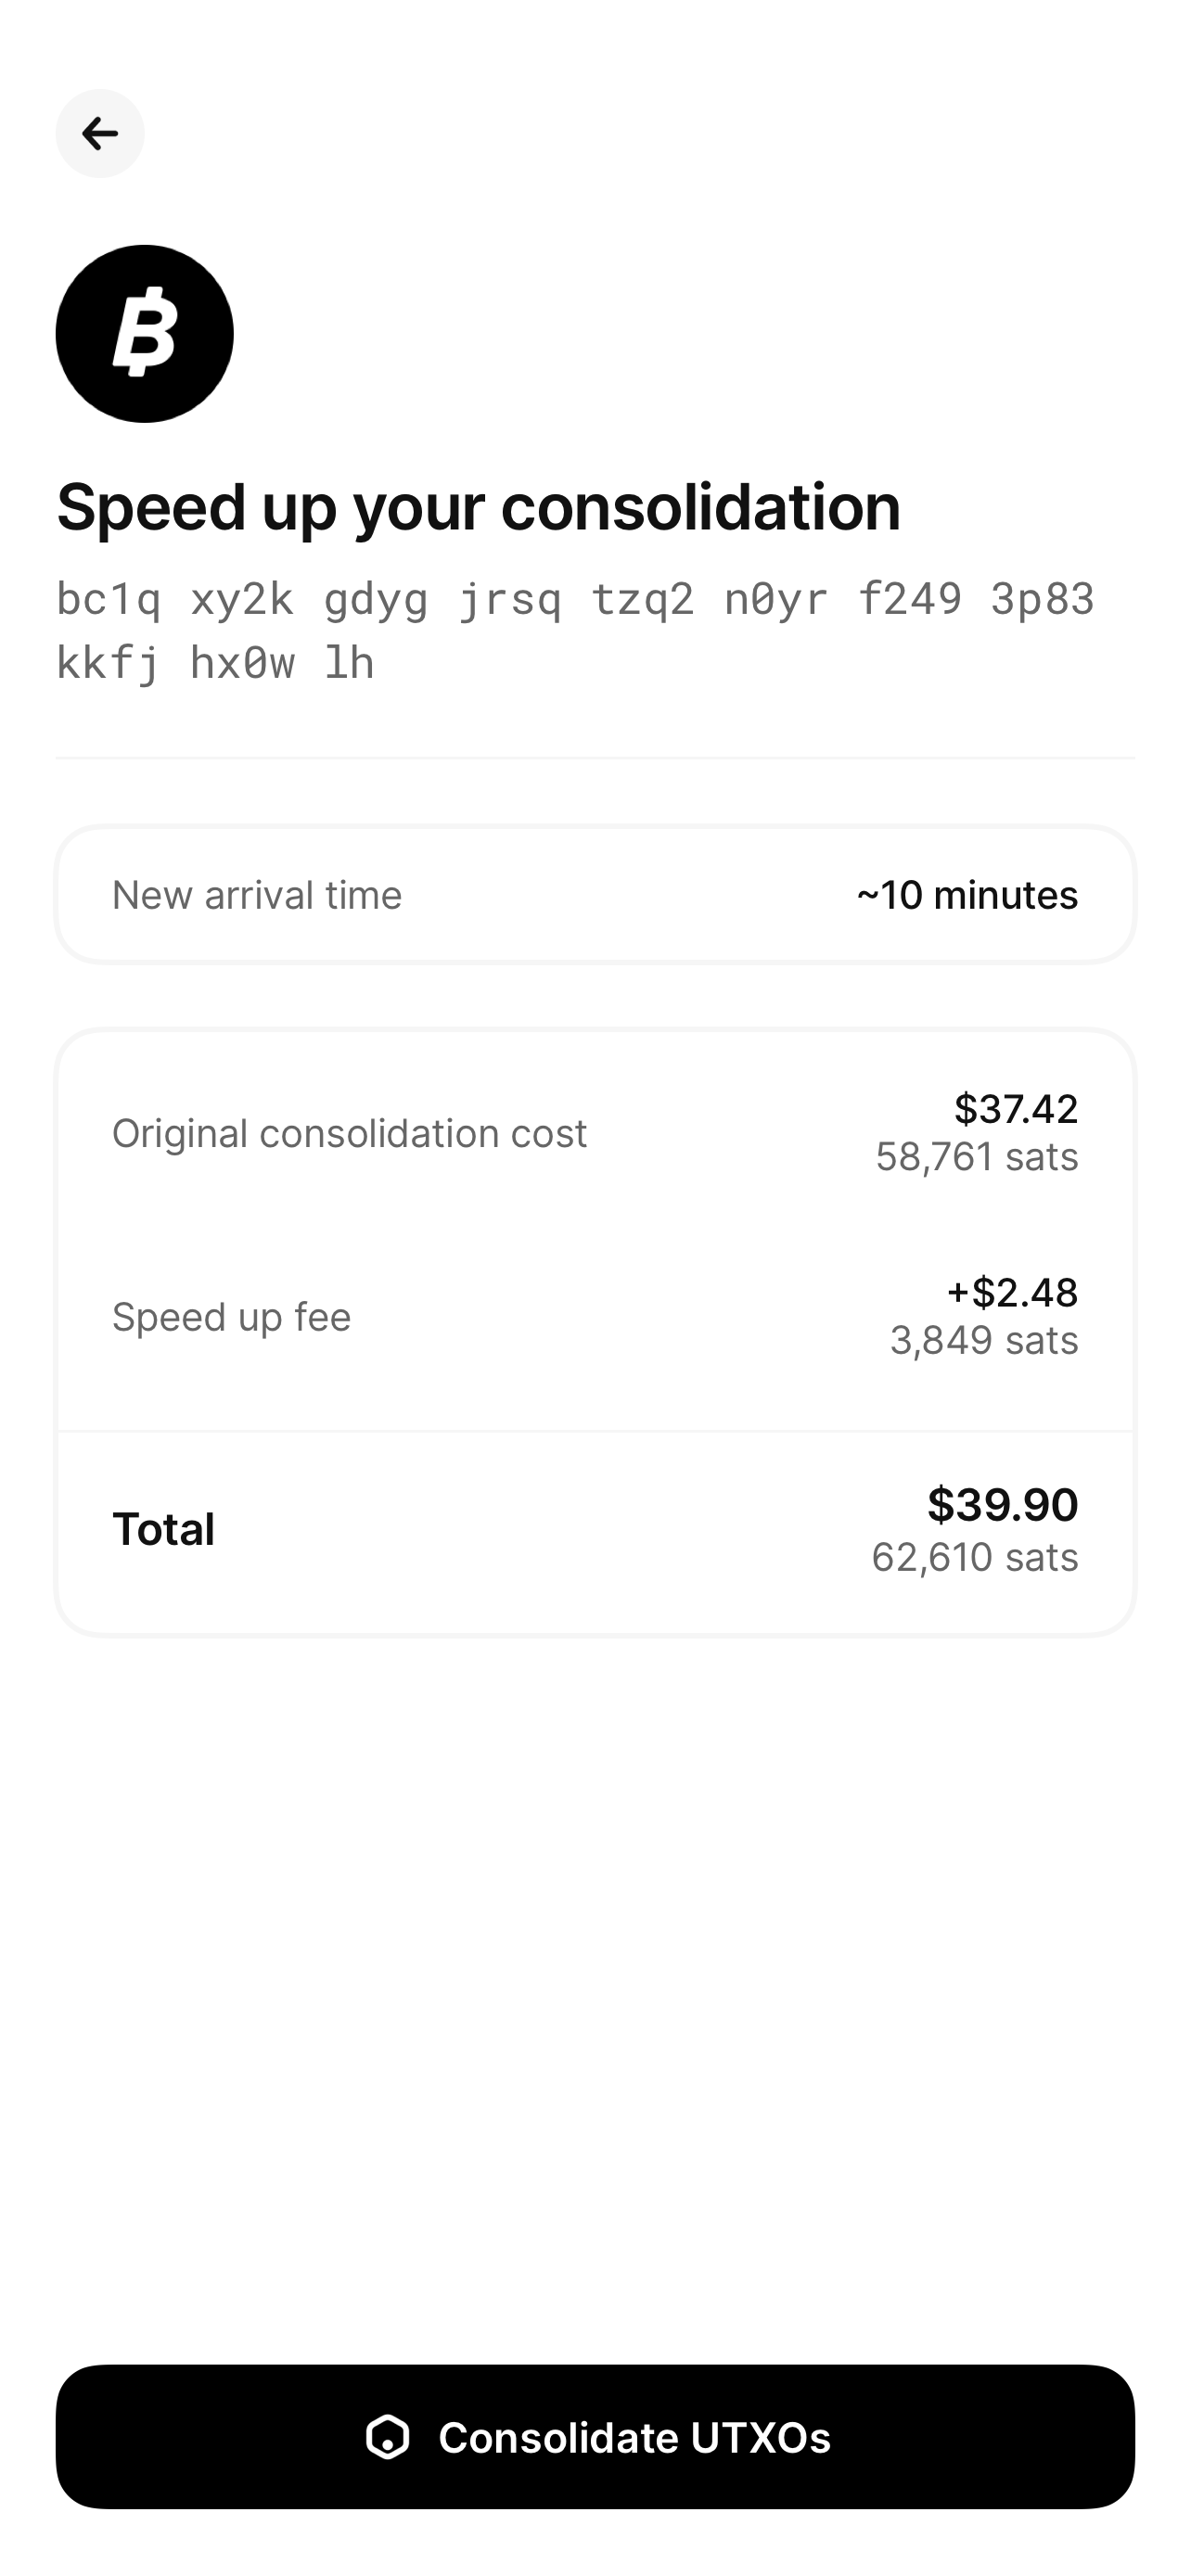 Speed up your consolidation
bc1q xy2k gdyg jrsq tzq2 n0yr f249 3p83
kkfj hx0w lh
New arrival time ~10 minutes
Original consolidation cost $37.42
58,761 sats
Speed up fee +$2.48
3,849 sats
Total $39.90
62,610 sats
Consolidate UTXOs